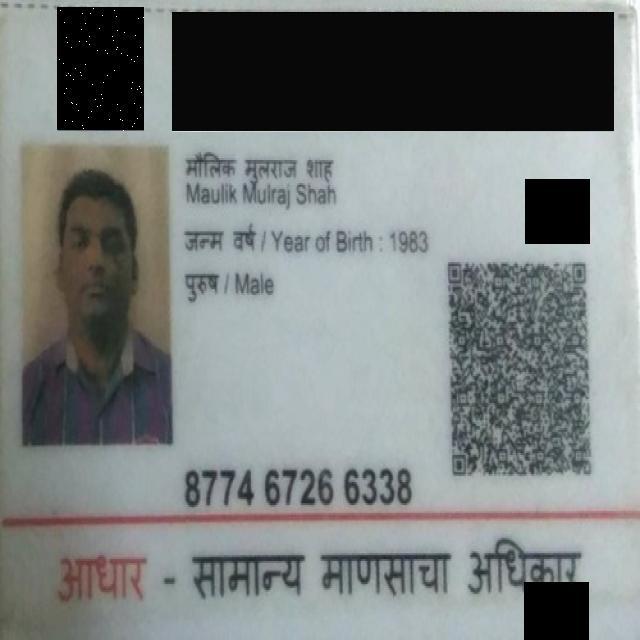 मौलिक मुलराज शाह
Maulik Mulraj Shah
जन्म वर्ष / Year of Birth : 1983
पुरुष / Male
8774 6726 6338
आधार - सामान्य माणसाचा अधिकार